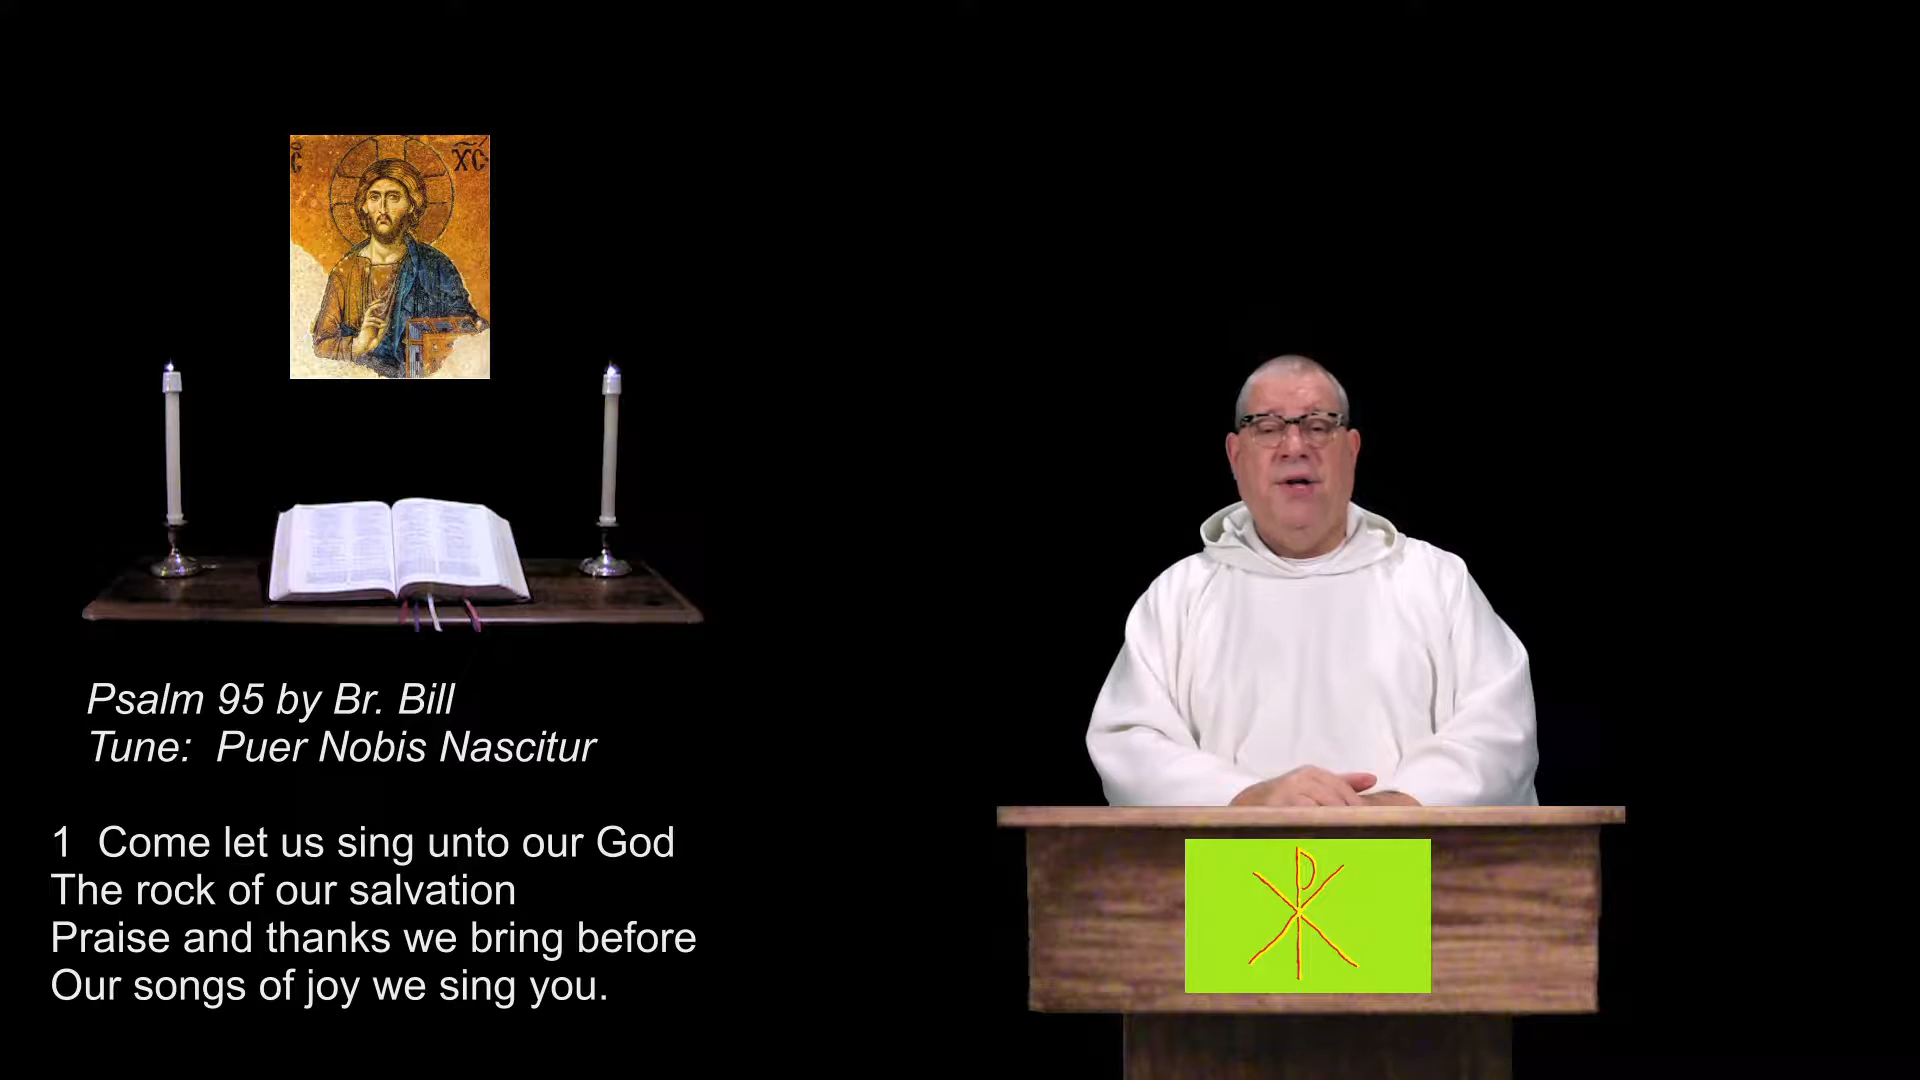 C XC
Psalm 95 by Br. Bill
Tune: Puer Nobis Nascitur
1 Come let us sing unto our God
The rock of our salvation
Praise and thanks we bring before
Our songs of joy we sing you.